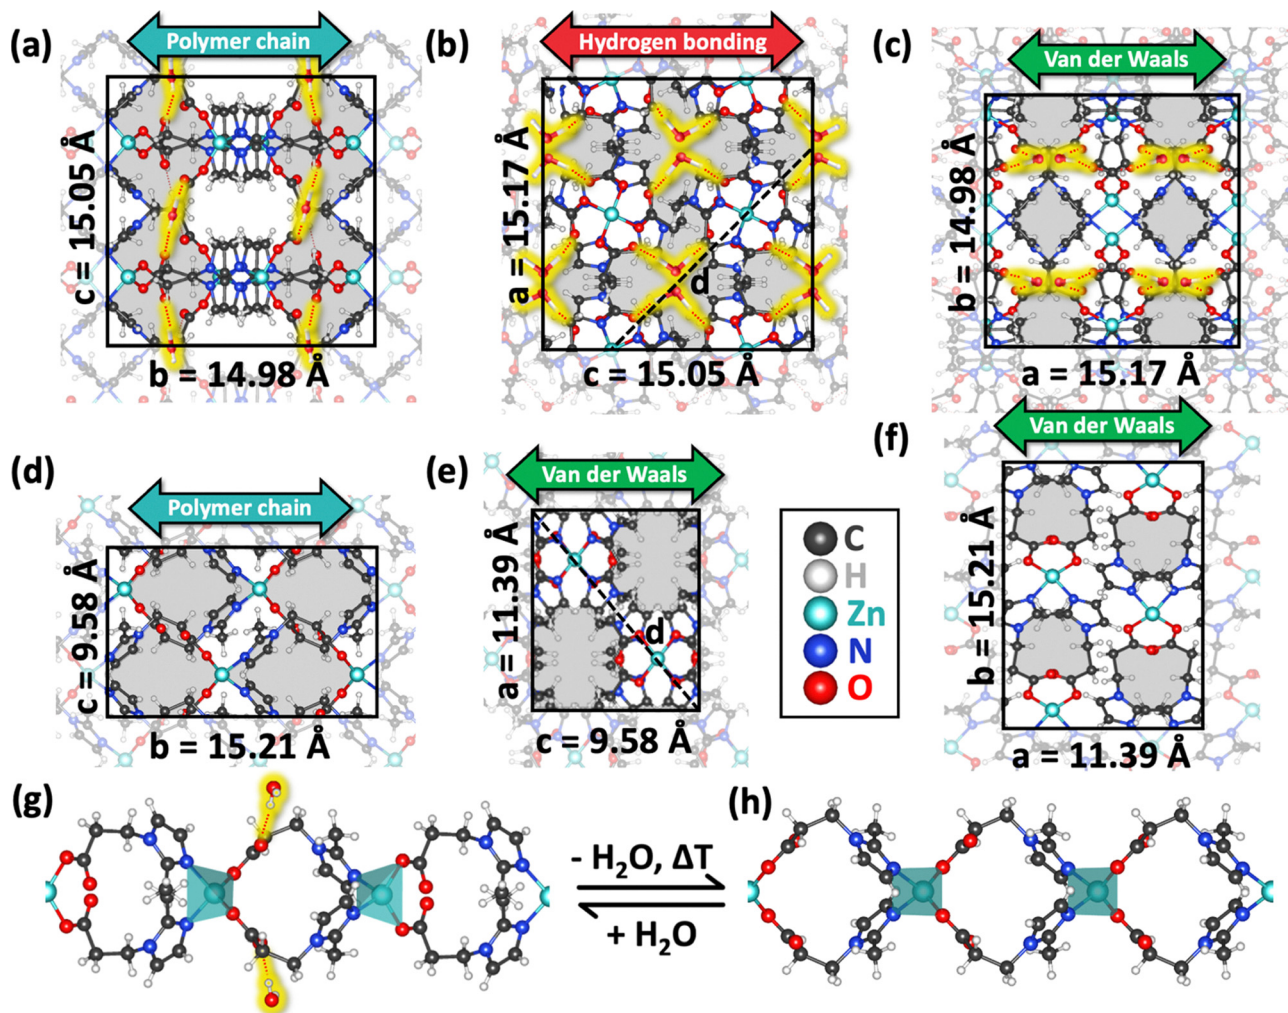 (a)
Polymer chain
c = 15.05 Å
b = 14.98 Å
(b)
Hydrogen bonding
a = 15.17 Å
d
c = 15.05 Å
(c)
Van der Waals
b = 14.98 Å
a = 15.17 Å
(d)
Polymer chain
c = 9.58 Å
b = 15.21 Å
(e)
Van der Waals
a = 11.39 Å
d
c = 9.58 Å
C
H
Zn
N
O
(f)
Van der Waals
b = 15.21 Å
a = 11.39 Å
(g)
- H₂O, ΔT
+ H₂O
(h)